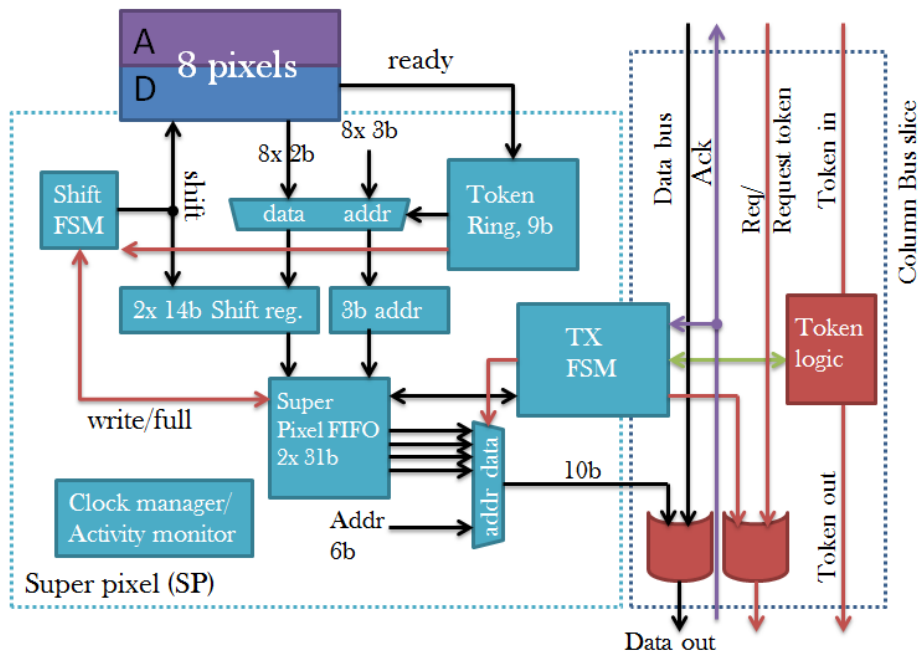 A
8 pixels
D
ready
8x 2b
8x 3b
shift
Shift
FSM
data addr
Token
Ring, 9b
2x 14b Shift reg.
3b addr
TX
FSM
write/full
Super
Pixel FIFO
2x 31b
addr data
10b
Addr
6b
Clock manager/
Activity monitor
Super pixel (SP)
Data bus
Ack
Req/
Request token
Token in
Column Bus slice
Token
logic
Token out
Data out